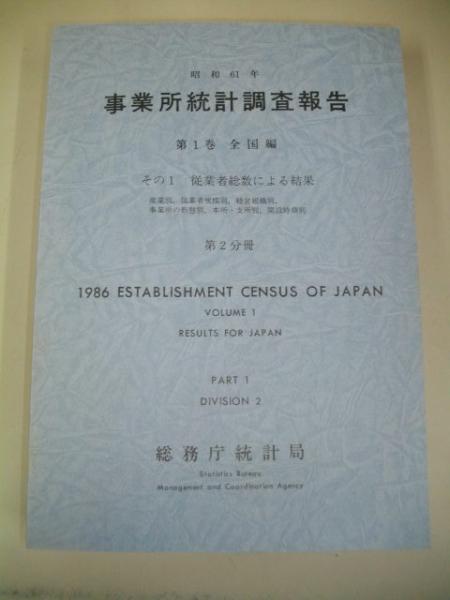 昭和61年
事業所統計調査報告
第1巻 全国編
その1 従業者総数による結果
産業別、従業者規模別、経営組織別、
事業所の形態別、本所・支所別、開設時期別
第2分冊
1986 ESTABLISHMENT CENSUS OF JAPAN
VOLUME 1
RESULTS FOR JAPAN
PART 1
DIVISION 2
総務庁統計局
Statistics Bureau
Management and Coordination Agency